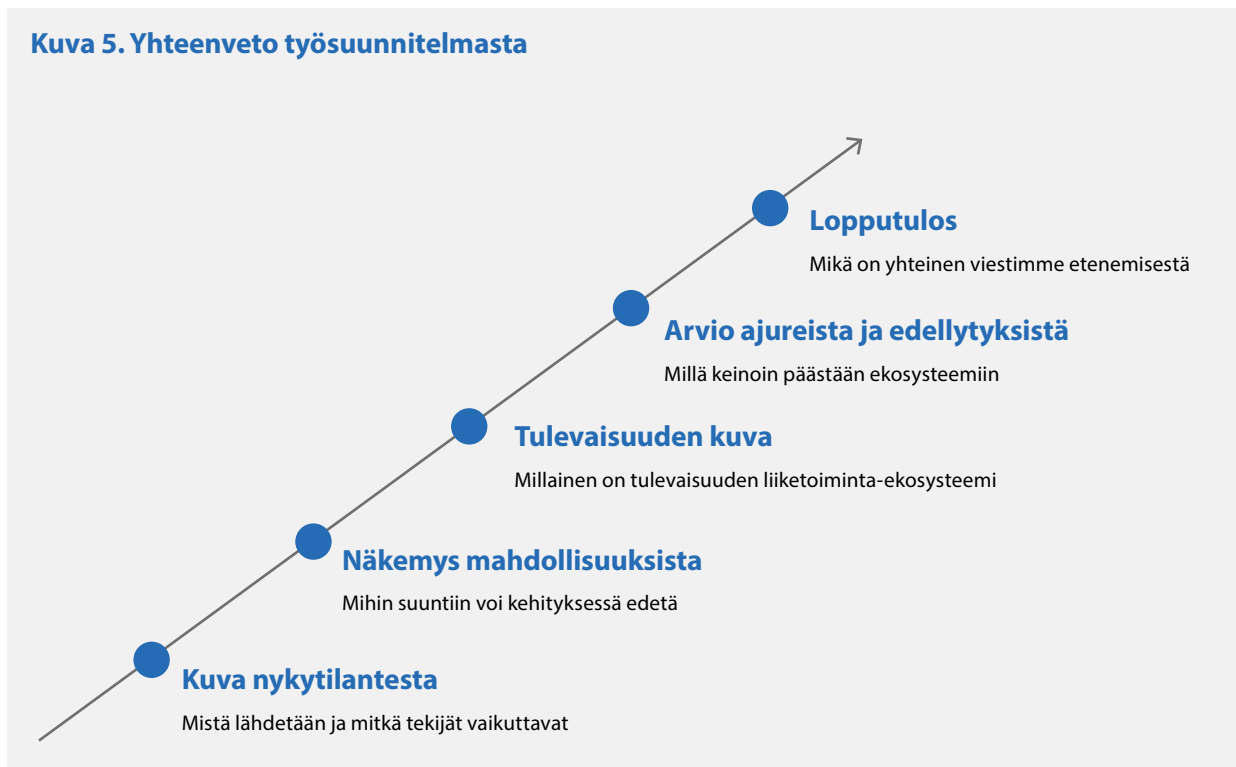 Kuva 5. Yhteenveto työsuunnitelmasta
Lopputulos
Mikä on yhteinen viestimme etenemisestä
Arvio ajureista ja edellytyksistä
Millä keinoin päästään ekosysteemiin
Tulevaisuuden kuva
Millainen on tulevaisuuden liiketoiminta-ekosysteemi
Näkemys mahdollisuuksista
Mihin suuntiin voi kehityksessä edetä
Kuva nykytilantesta
Mistä lähdetään ja mitkä tekijät vaikuttavat